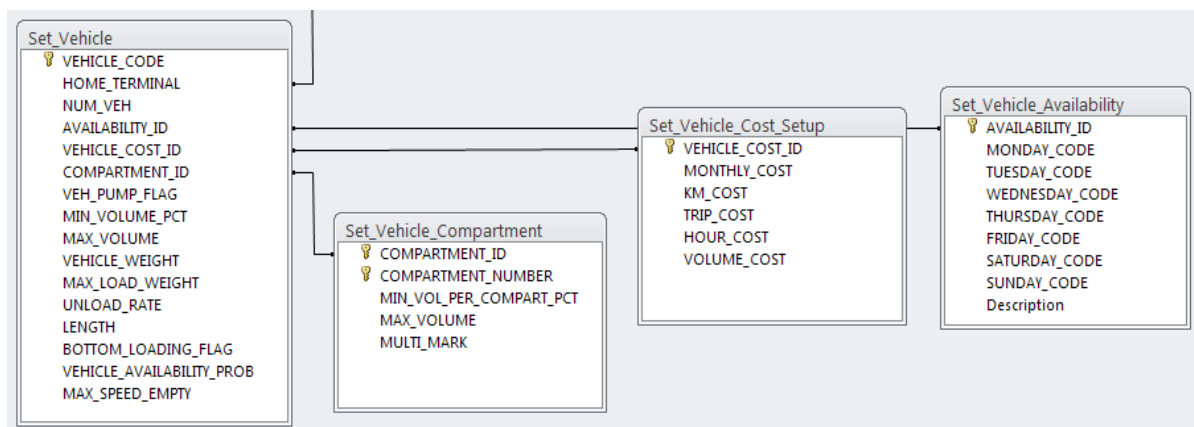 Set_Vehicle
VEHICLE_CODE
HOME_TERMINAL
NUM_VEH
AVAILABILITY_ID
VEHICLE_COST_ID
COMPARTMENT_ID
VEH_PUMP_FLAG
MIN_VOLUME_PCT
MAX_VOLUME
VEHICLE_WEIGHT
MAX_LOAD_WEIGHT
UNLOAD_RATE
LENGTH
BOTTOM_LOADING_FLAG
VEHICLE_AVAILABILITY_PROB
MAX_SPEED_EMPTY
Set_Vehicle_Compartment
COMPARTMENT_ID
COMPARTMENT_NUMBER
MIN_VOL_PER_COMPART_PCT
MAX_VOLUME
MULTI_MARK
Set_Vehicle_Cost_Setup
VEHICLE_COST_ID
MONTHLY_COST
KM_COST
TRIP_COST
HOUR_COST
VOLUME_COST
Set_Vehicle_Availability
AVAILABILITY_ID
MONDAY_CODE
TUESDAY_CODE
WEDNESDAY_CODE
THURSDAY_CODE
FRIDAY_CODE
SATURDAY_CODE
SUNDAY_CODE
Description